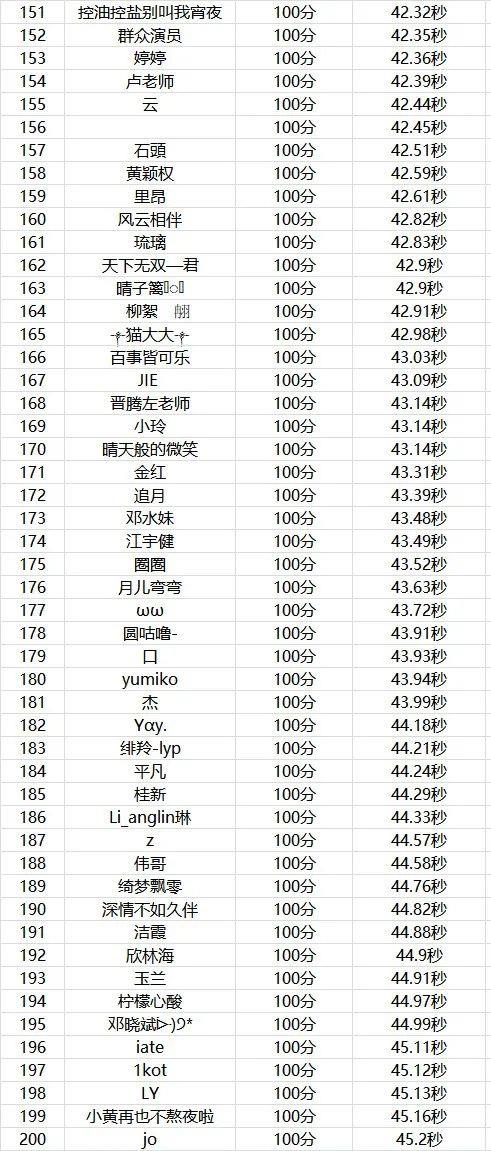 151 控油控盐别叫我宵夜 100分 42.32秒
152 群众演员 100分 42.35秒
153 婷婷 100分 42.36秒
154 卢老师 100分 42.39秒
155 云 100分 42.44秒
156 100分 42.45秒
157 石頭 100分 42.51秒
158 黄颖权 100分 42.59秒
159 里昂 100分 42.61秒
160 风云相伴 100分 42.82秒
161 琉璃 100分 42.83秒
162 天下无双—君 100分 42.9秒
163 晴子篱 100分 42.9秒
164 柳絮 翖 100分 42.91秒
165 -༒猫大大-༒ 100分 42.98秒
166 百事皆可乐 100分 43.03秒
167 JIE 100分 43.09秒
168 晋腾左老师 100分 43.14秒
169 小玲 100分 43.14秒
170 晴天般的微笑 100分 43.14秒
171 金红 100分 43.31秒
172 追月 100分 43.39秒
173 邓水妹 100分 43.48秒
174 江宇健 100分 43.49秒
175 圈圈 100分 43.52秒
176 月儿弯弯 100分 43.63秒
177 ωω 100分 43.72秒
178 圆咕噜- 100分 43.91秒
179 口 100分 43.93秒
180 yumiko 100分 43.94秒
181 杰 100分 43.99秒
182 Yαy. 100分 44.18秒
183 绯羚-lyp 100分 44.21秒
184 平凡 100分 44.24秒
185 桂新 100分 44.29秒
186 Li_anglin琳 100分 44.33秒
187 z 100分 44.57秒
188 伟哥 100分 44.58秒
189 绮梦飘零 100分 44.76秒
190 深情不如久伴 100分 44.82秒
191 洁霞 100分 44.88秒
192 欣林海 100分 44.9秒
193 玉兰 100分 44.91秒
194 柠檬心酸 100分 44.97秒
195 邓晓斌ᐕ)੭* 100分 44.99秒
196 iate 100分 45.11秒
197 1kot 100分 45.12秒
198 LY 100分 45.13秒
199 小黄再也不熬夜啦 100分 45.16秒
200 jo 100分 45.2秒